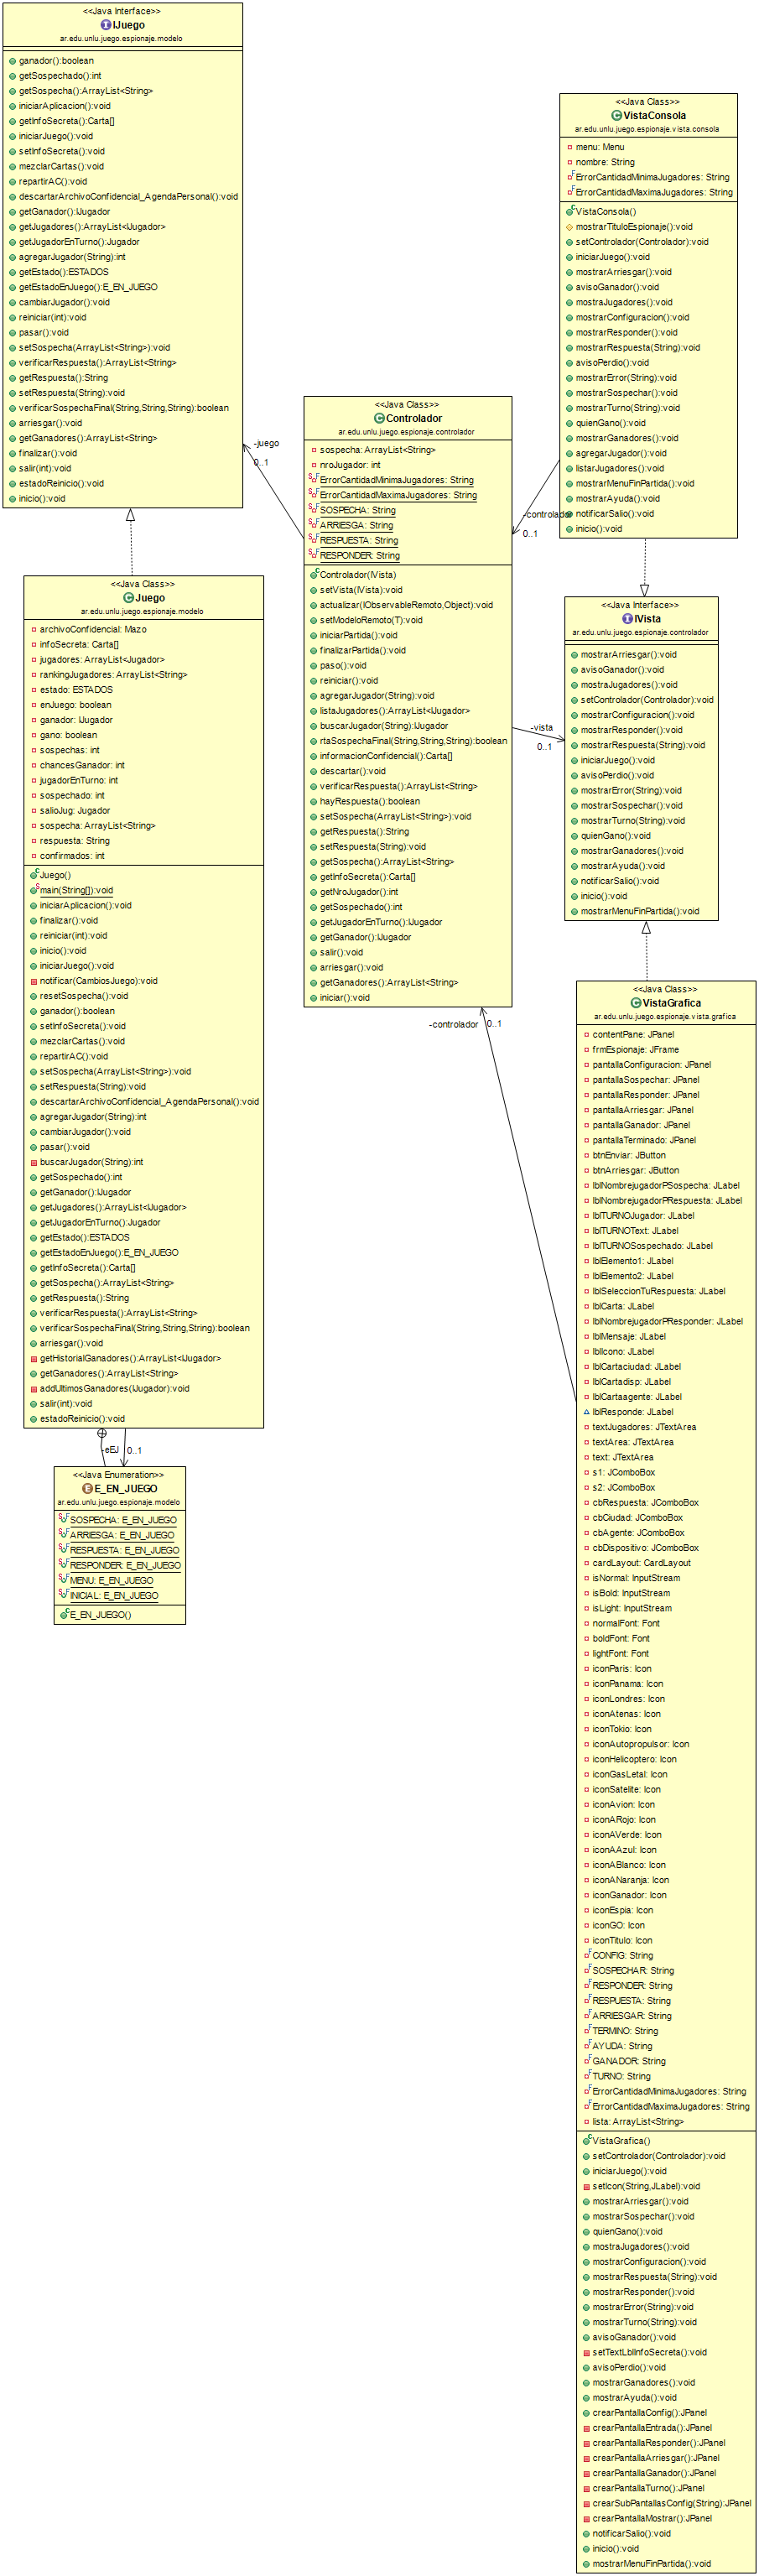 <<Java Interface>>
IJuego
ar.edu.unlu.juego.espionaje.modelo
ganador():boolean
getSospechado():int
getSospecha():ArrayList<String>
iniciarAplicacion():void
getInfoSecreta():Carta[]
iniciarJuego():void
setInfoSecreta():void
mezclarCartas():void
repartirAC():void
descartarArchivoConfidencial_AgendaPersonal():void
getGanador():IJugador
getJugadores():ArrayList<IJugador>
getJugadorEnTurno():Jugador
agregarJugador(String):int
getEstado():ESTADOS
getEstadoEnJuego():E_EN_JUEGO
cambiarJugador():void
reiniciar(int):void
pasar():void
setSospecha(ArrayList<String>):void
verificarRespuesta():ArrayList<String>
getRespuesta():String
setRespuesta(String):void
verificarSospechaFinal(String,String,String):boolean
arriesgar():void
getGanadores():ArrayList<String>
finalizar():void
salir(int):void
estadoReinicio():void
inicio():void
<<Java Class>>
Juego
ar.edu.unlu.juego.espionaje.modelo
archivoConfidencial: Mazo
infoSecreta: Carta[]
jugadores: ArrayList<Jugador>
rankingJugadores: ArrayList<String>
estado: ESTADOS
enJuego: boolean
ganador: IJugador
gano: boolean
sospechas: int
chancesGanador: int
jugadorEnTurno: int
sospechado: int
salioJug: Jugador
sospecha: ArrayList<String>
respuesta: String
confirmados: int
Juego()
main(String[]):void
iniciarAplicacion():void
finalizar():void
reiniciar(int):void
inicio():void
iniciarJuego():void
notificar(CambiosJuego):void
resetSospecha():void
ganador():boolean
setInfoSecreta():void
mezclarCartas():void
repartirAC():void
setSospecha(ArrayList<String>):void
setRespuesta(String):void
descartarArchivoConfidencial_AgendaPersonal():void
agregarJugador(String):int
cambiarJugador():void
pasar():void
buscarJugador(String):int
getSospechado():int
getGanador():IJugador
getJugadores():ArrayList<IJugador>
getJugadorEnTurno():Jugador
getEstado():ESTADOS
getEstadoEnJuego():E_EN_JUEGO
getInfoSecreta():Carta[]
getSospecha():ArrayList<String>
getRespuesta():String
verificarRespuesta():ArrayList<String>
verificarSospechaFinal(String,String,String):boolean
arriesgar():void
getHistorialGanadores():ArrayList<IJugador>
getGanadores():ArrayList<String>
addUltimosGanadores(IJugador):void
salir(int):void
estadoReinicio():void
-eEJ
0..1
<<Java Enumeration>>
E_EN_JUEGO
ar.edu.unlu.juego.espionaje.modelo
SOSPECHA: E_EN_JUEGO
ARRIESGA: E_EN_JUEGO
RESPUESTA: E_EN_JUEGO
RESPONDER: E_EN_JUEGO
MENU: E_EN_JUEGO
INICIAL: E_EN_JUEGO
E_EN_JUEGO()
-juego
0..1
<<Java Class>>
Controlador
ar.edu.unlu.juego.espionaje.controlador
sospecha: ArrayList<String>
nroJugador: int
ErrorCantidadMinimaJugadores: String
ErrorCantidadMaximaJugadores: String
SOSPECHA: String
ARRIESGA: String
RESPUESTA: String
RESPONDER: String
Controlador(IVista)
setVista(IVista):void
actualizar(IObservableRemoto,Object):void
setModeloRemoto(T):void
iniciarPartida():void
finalizarPartida():void
paso():void
reiniciar():void
agregarJugador(String):void
listaJugadores():ArrayList<IJugador>
buscarJugador(String):IJugador
rtaSospechaFinal(String,String,String):boolean
informacionConfidencial():Carta[]
descartar():void
verificarRespuesta():ArrayList<String>
hayRespuesta():boolean
setSospecha(ArrayList<String>):void
getRespuesta():String
setRespuesta(String):void
getSospecha():ArrayList<String>
getInfoSecreta():Carta[]
getNroJugador():int
getSospechado():int
getJugadorEnTurno():IJugador
getGanador():IJugador
salir():void
arriesgar():void
getGanadores():ArrayList<String>
iniciar():void
-controlador
0..1
-vista
0..1
-controlador
0..1
<<Java Class>>
VistaConsola
ar.edu.unlu.juego.espionaje.vista.consola
menu: Menu
nombre: String
ErrorCantidadMinimaJugadores: String
ErrorCantidadMaximaJugadores: String
VistaConsola()
mostrarTituloEspionaje():void
setControlador(Controlador):void
iniciarJuego():void
mostrarArriesgar():void
avisoGanador():void
mostraJugadores():void
mostrarConfiguracion():void
mostrarResponder():void
mostrarRespuesta(String):void
avisoPerdio():void
mostrarError(String):void
mostrarSospechar():void
mostrarTurno(String):void
quienGano():void
mostrarGanadores():void
agregarJugador():void
listarJugadores():void
mostrarMenuFinPartida():void
mostrarAyuda():void
notificarSalio():void
inicio():void
<<Java Interface>>
IVista
ar.edu.unlu.juego.espionaje.controlador
mostrarArriesgar():void
avisoGanador():void
mostraJugadores():void
setControlador(Controlador):void
mostrarConfiguracion():void
mostrarResponder():void
mostrarRespuesta(String):void
iniciarJuego():void
avisoPerdio():void
mostrarError(String):void
mostrarSospechar():void
mostrarTurno(String):void
quienGano():void
mostrarGanadores():void
mostrarAyuda():void
notificarSalio():void
inicio():void
mostrarMenuFinPartida():void
<<Java Class>>
VistaGrafica
ar.edu.unlu.juego.espionaje.vista.grafica
contentPane: JPanel
frmEspionaje: JFrame
pantallaConfiguracion: JPanel
pantallaSospechar: JPanel
pantallaResponder: JPanel
pantallaArriesgar: JPanel
pantallaGanador: JPanel
pantallaTerminado: JPanel
btnEnviar: JButton
btnArriesgar: JButton
lblNombrejugadorPSospecha: JLabel
lblNombrejugadorPRespuesta: JLabel
lblTURNOJugador: JLabel
lblTURNOText: JLabel
lblTURNOSospechado: JLabel
lblElemento1: JLabel
lblElemento2: JLabel
lblSeleccionTuRespuesta: JLabel
lblCarta: JLabel
lblNombrejugadorPResponder: JLabel
lblMensaje: JLabel
lblIcono: JLabel
lblCartaciudad: JLabel
lblCartadisp: JLabel
lblCartaagente: JLabel
lblResponde: JLabel
textJugadores: JTextArea
textArea: JTextArea
text: JTextArea
s1: JComboBox
s2: JComboBox
cbRespuesta: JComboBox
cbCiudad: JComboBox
cbAgente: JComboBox
cbDispositivo: JComboBox
cardLayout: CardLayout
isNormal: InputStream
isBold: InputStream
isLight: InputStream
normalFont: Font
boldFont: Font
lightFont: Font
iconParis: Icon
iconPanama: Icon
iconLondres: Icon
iconAtenas: Icon
iconTokio: Icon
iconAutopropulsor: Icon
iconHelicoptero: Icon
iconGasLetal: Icon
iconSatelite: Icon
iconAvion: Icon
iconARojo: Icon
iconAVerde: Icon
iconAAzul: Icon
iconABlanco: Icon
iconANaranja: Icon
iconGanador: Icon
iconEspia: Icon
iconGO: Icon
iconTitulo: Icon
CONFIG: String
SOSPECHAR: String
RESPONDER: String
RESPUESTA: String
ARRIESGAR: String
TERMINO: String
AYUDA: String
GANADOR: String
TURNO: String
ErrorCantidadMinimaJugadores: String
ErrorCantidadMaximaJugadores: String
lista: ArrayList<String>
VistaGrafica()
setControlador(Controlador):void
iniciarJuego():void
setIcon(String,JLabel):void
mostrarArriesgar():void
mostrarSospechar():void
quienGano():void
mostraJugadores():void
mostrarConfiguracion():void
mostrarRespuesta(String):void
mostrarResponder():void
mostrarError(String):void
mostrarTurno(String):void
avisoGanador():void
setTextLblInfoSecreta():void
avisoPerdio():void
mostrarGanadores():void
mostrarAyuda():void
crearPantallaConfig():JPanel
crearPantallaEntrada():JPanel
crearPantallaResponder():JPanel
crearPantallaArriesgar():JPanel
crearPantallaGanador():JPanel
crearPantallaTurno():JPanel
crearSubPantallasConfig(String):JPanel
crearPantallaMostrar():JPanel
notificarSalio():void
inicio():void
mostrarMenuFinPartida():void